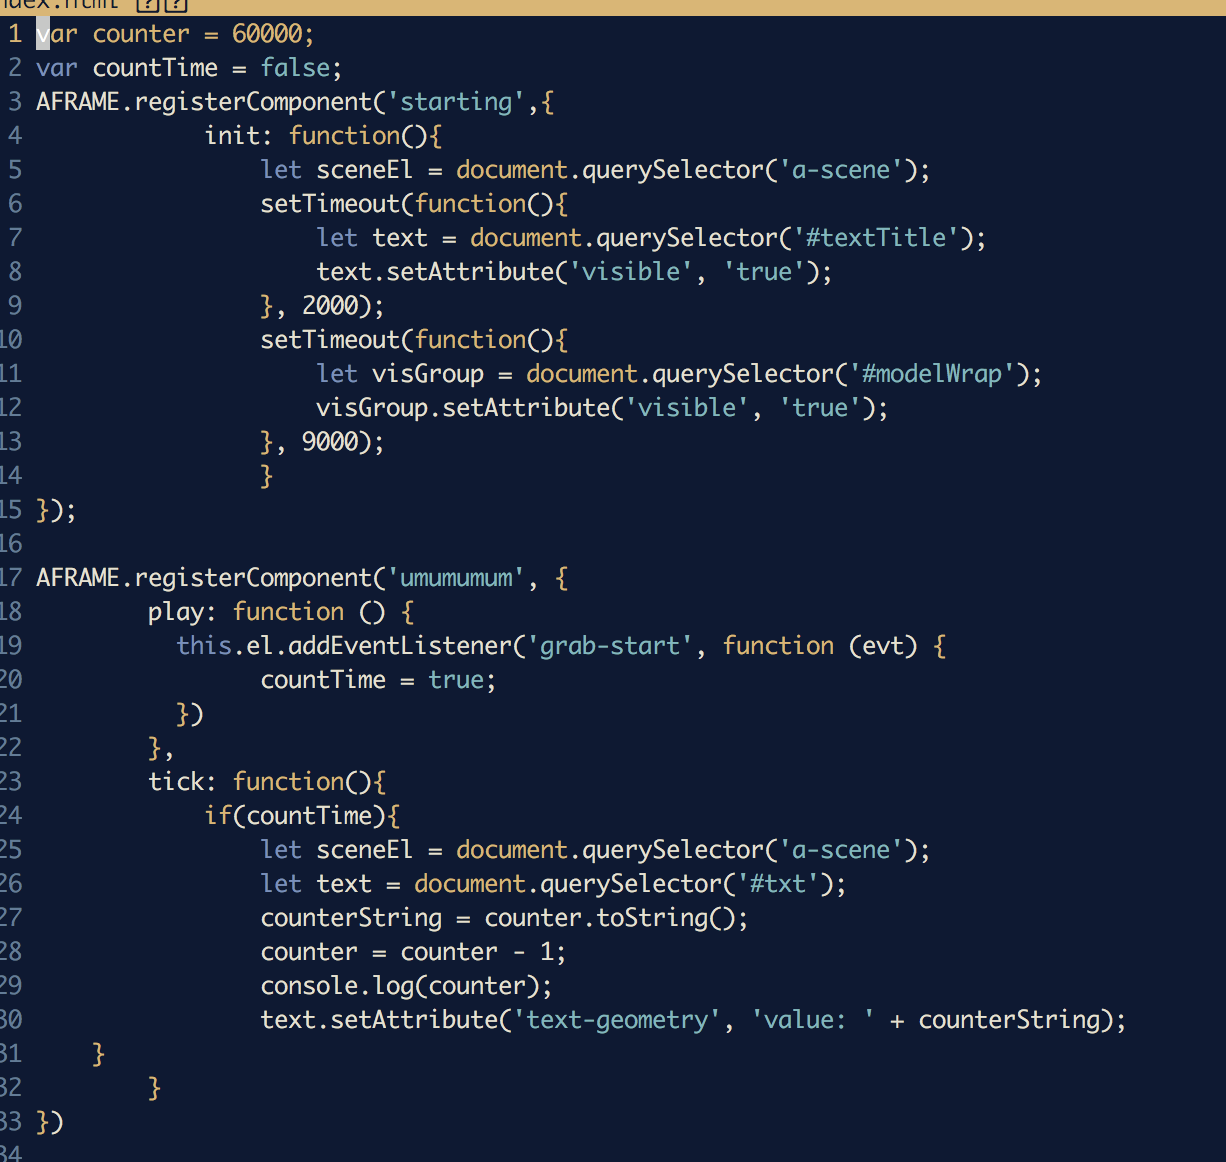 ndex.html
1 var counter = 60000;
2 var countTime = false;
3 AFRAME.registerComponent('starting',{
4 init: function(){
5 let sceneEl = document.querySelector('a-scene');
6 setTimeout(function(){
7 let text = document.querySelector('#textTitle');
8 text.setAttribute('visible', 'true');
9 }, 2000);
10 setTimeout(function(){
11 let visGroup = document.querySelector('#modelWrap');
12 visGroup.setAttribute('visible', 'true');
13 }, 9000);
14 }
15 });
16
17 AFRAME.registerComponent('umumumum', {
18 play: function () {
19 this.el.addEventListener('grab-start', function (evt) {
20 countTime = true;
21 })
22 },
23 tick: function(){
24 if(countTime){
25 let sceneEl = document.querySelector('a-scene');
26 let text = document.querySelector('#txt');
27 counterString = counter.toString();
28 counter = counter - 1;
29 console.log(counter);
30 text.setAttribute('text-geometry', 'value: ' + counterString);
31 }
32 }
33 })
34